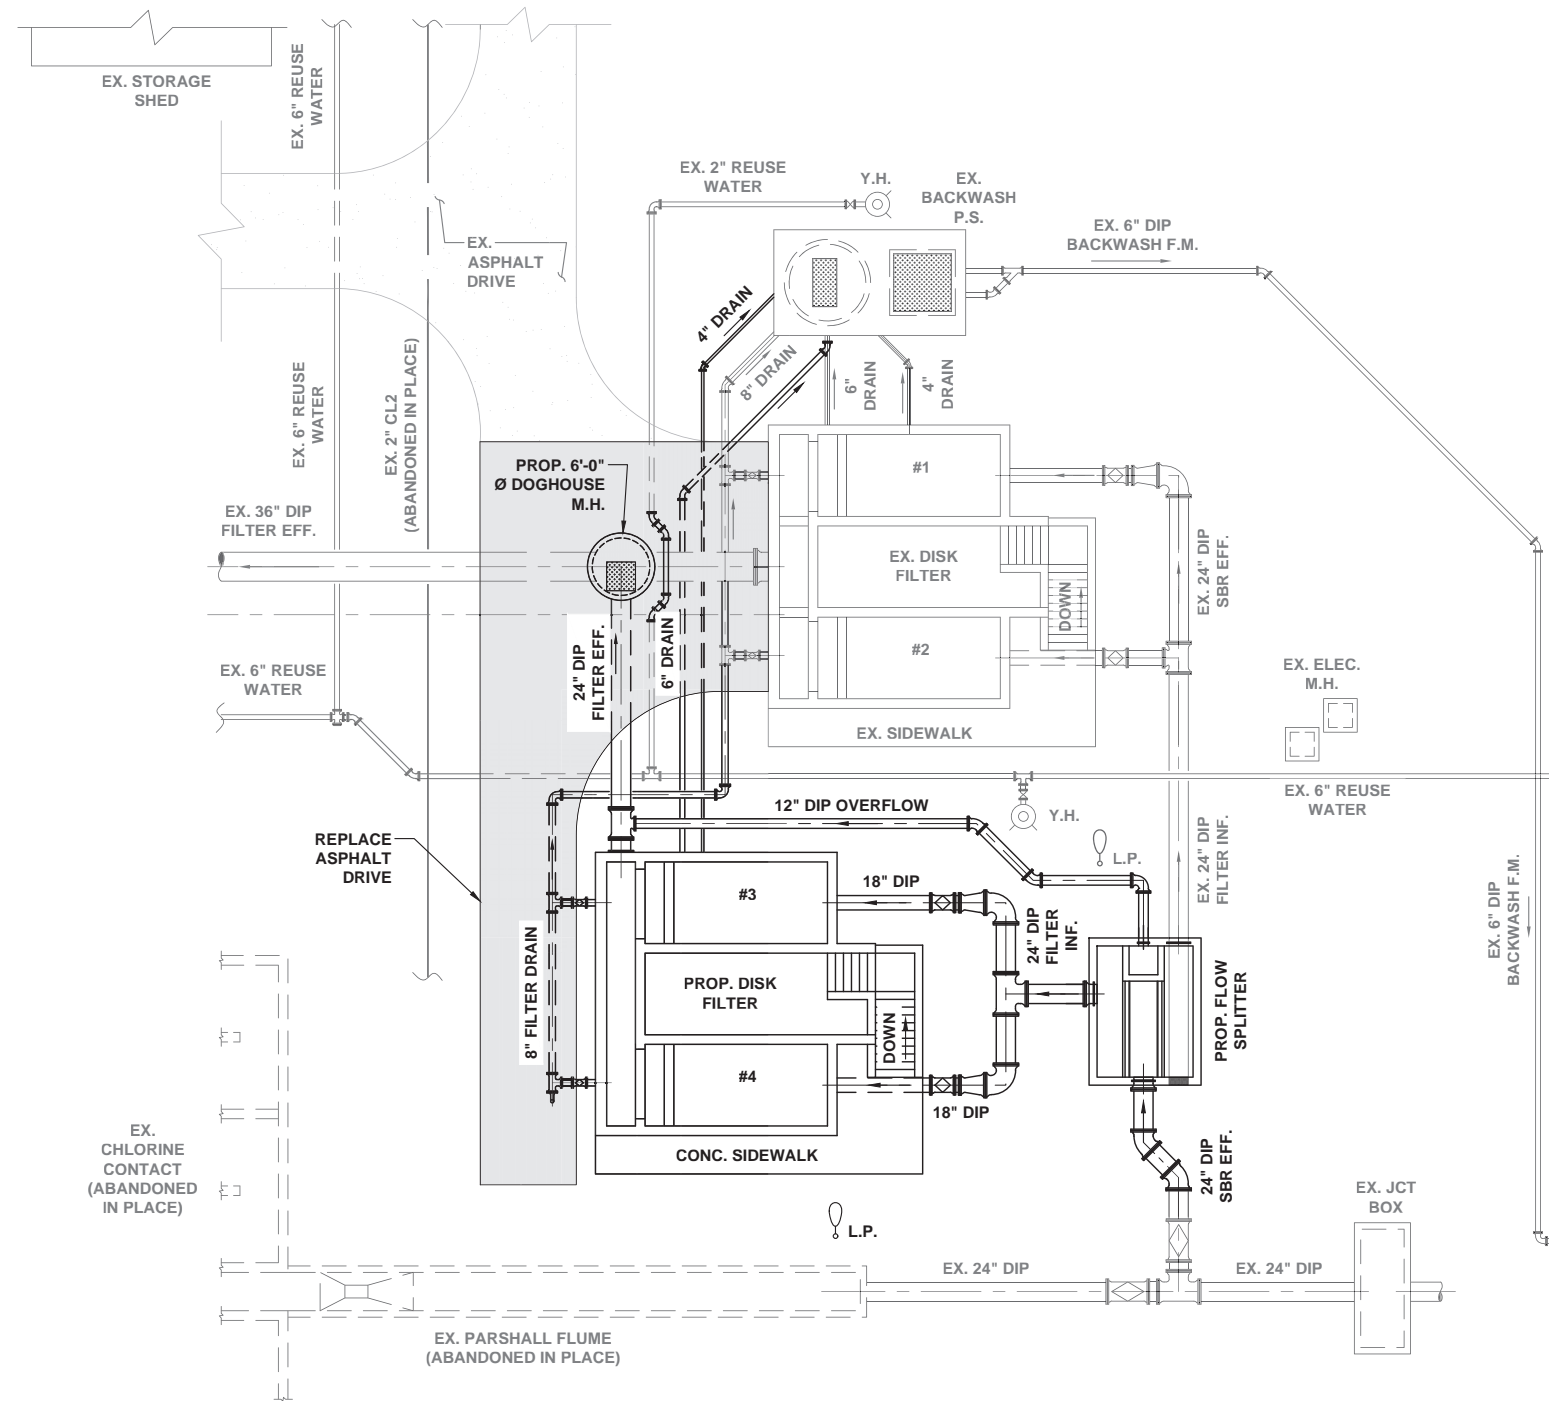 EX. STORAGE
SHED
EX. 6" REUSE
WATER
EX. 2" REUSE
WATER
Y.H.
EX.
BACKWASH
P.S.
EX. 6" DIP
BACKWASH F.M.
EX.
ASPHALT
DRIVE
4" DRAIN
8" DRAIN
6"
DRAIN
4"
DRAIN
EX. 6" REUSE
WATER
EX. 2" CL2
(ABANDONED IN PLACE)
PROP. 6'-0"
Ø DOGHOUSE
M.H.
#1
EX. 36" DIP
FILTER EFF.
EX. DISK
FILTER
DOWN
EX. 24" DIP
SBR EFF.
24" DIP
FILTER EFF.
6" DRAIN
#2
EX. 6" REUSE
WATER
EX. ELEC.
M.H.
EX. SIDEWALK
EX. 6" REUSE
WATER
12" DIP OVERFLOW
Y.H.
L.P.
EX. 24" DIP
FILTER INF.
REPLACE
ASPHALT
DRIVE
#3
18" DIP
24" DIP
FILTER
INF.
EX. 6" DIP
BACKWASH F.M.
8" FILTER DRAIN
PROP. DISK
FILTER
DOWN
PROP. FLOW
SPLITTER
#4
18" DIP
CONC. SIDEWALK
24" DIP
SBR EFF.
EX.
CHLORINE
CONTACT
(ABANDONED
IN PLACE)
L.P.
EX. JCT
BOX
EX. 24" DIP
EX. 24" DIP
EX. PARSHALL FLUME
(ABANDONED IN PLACE)